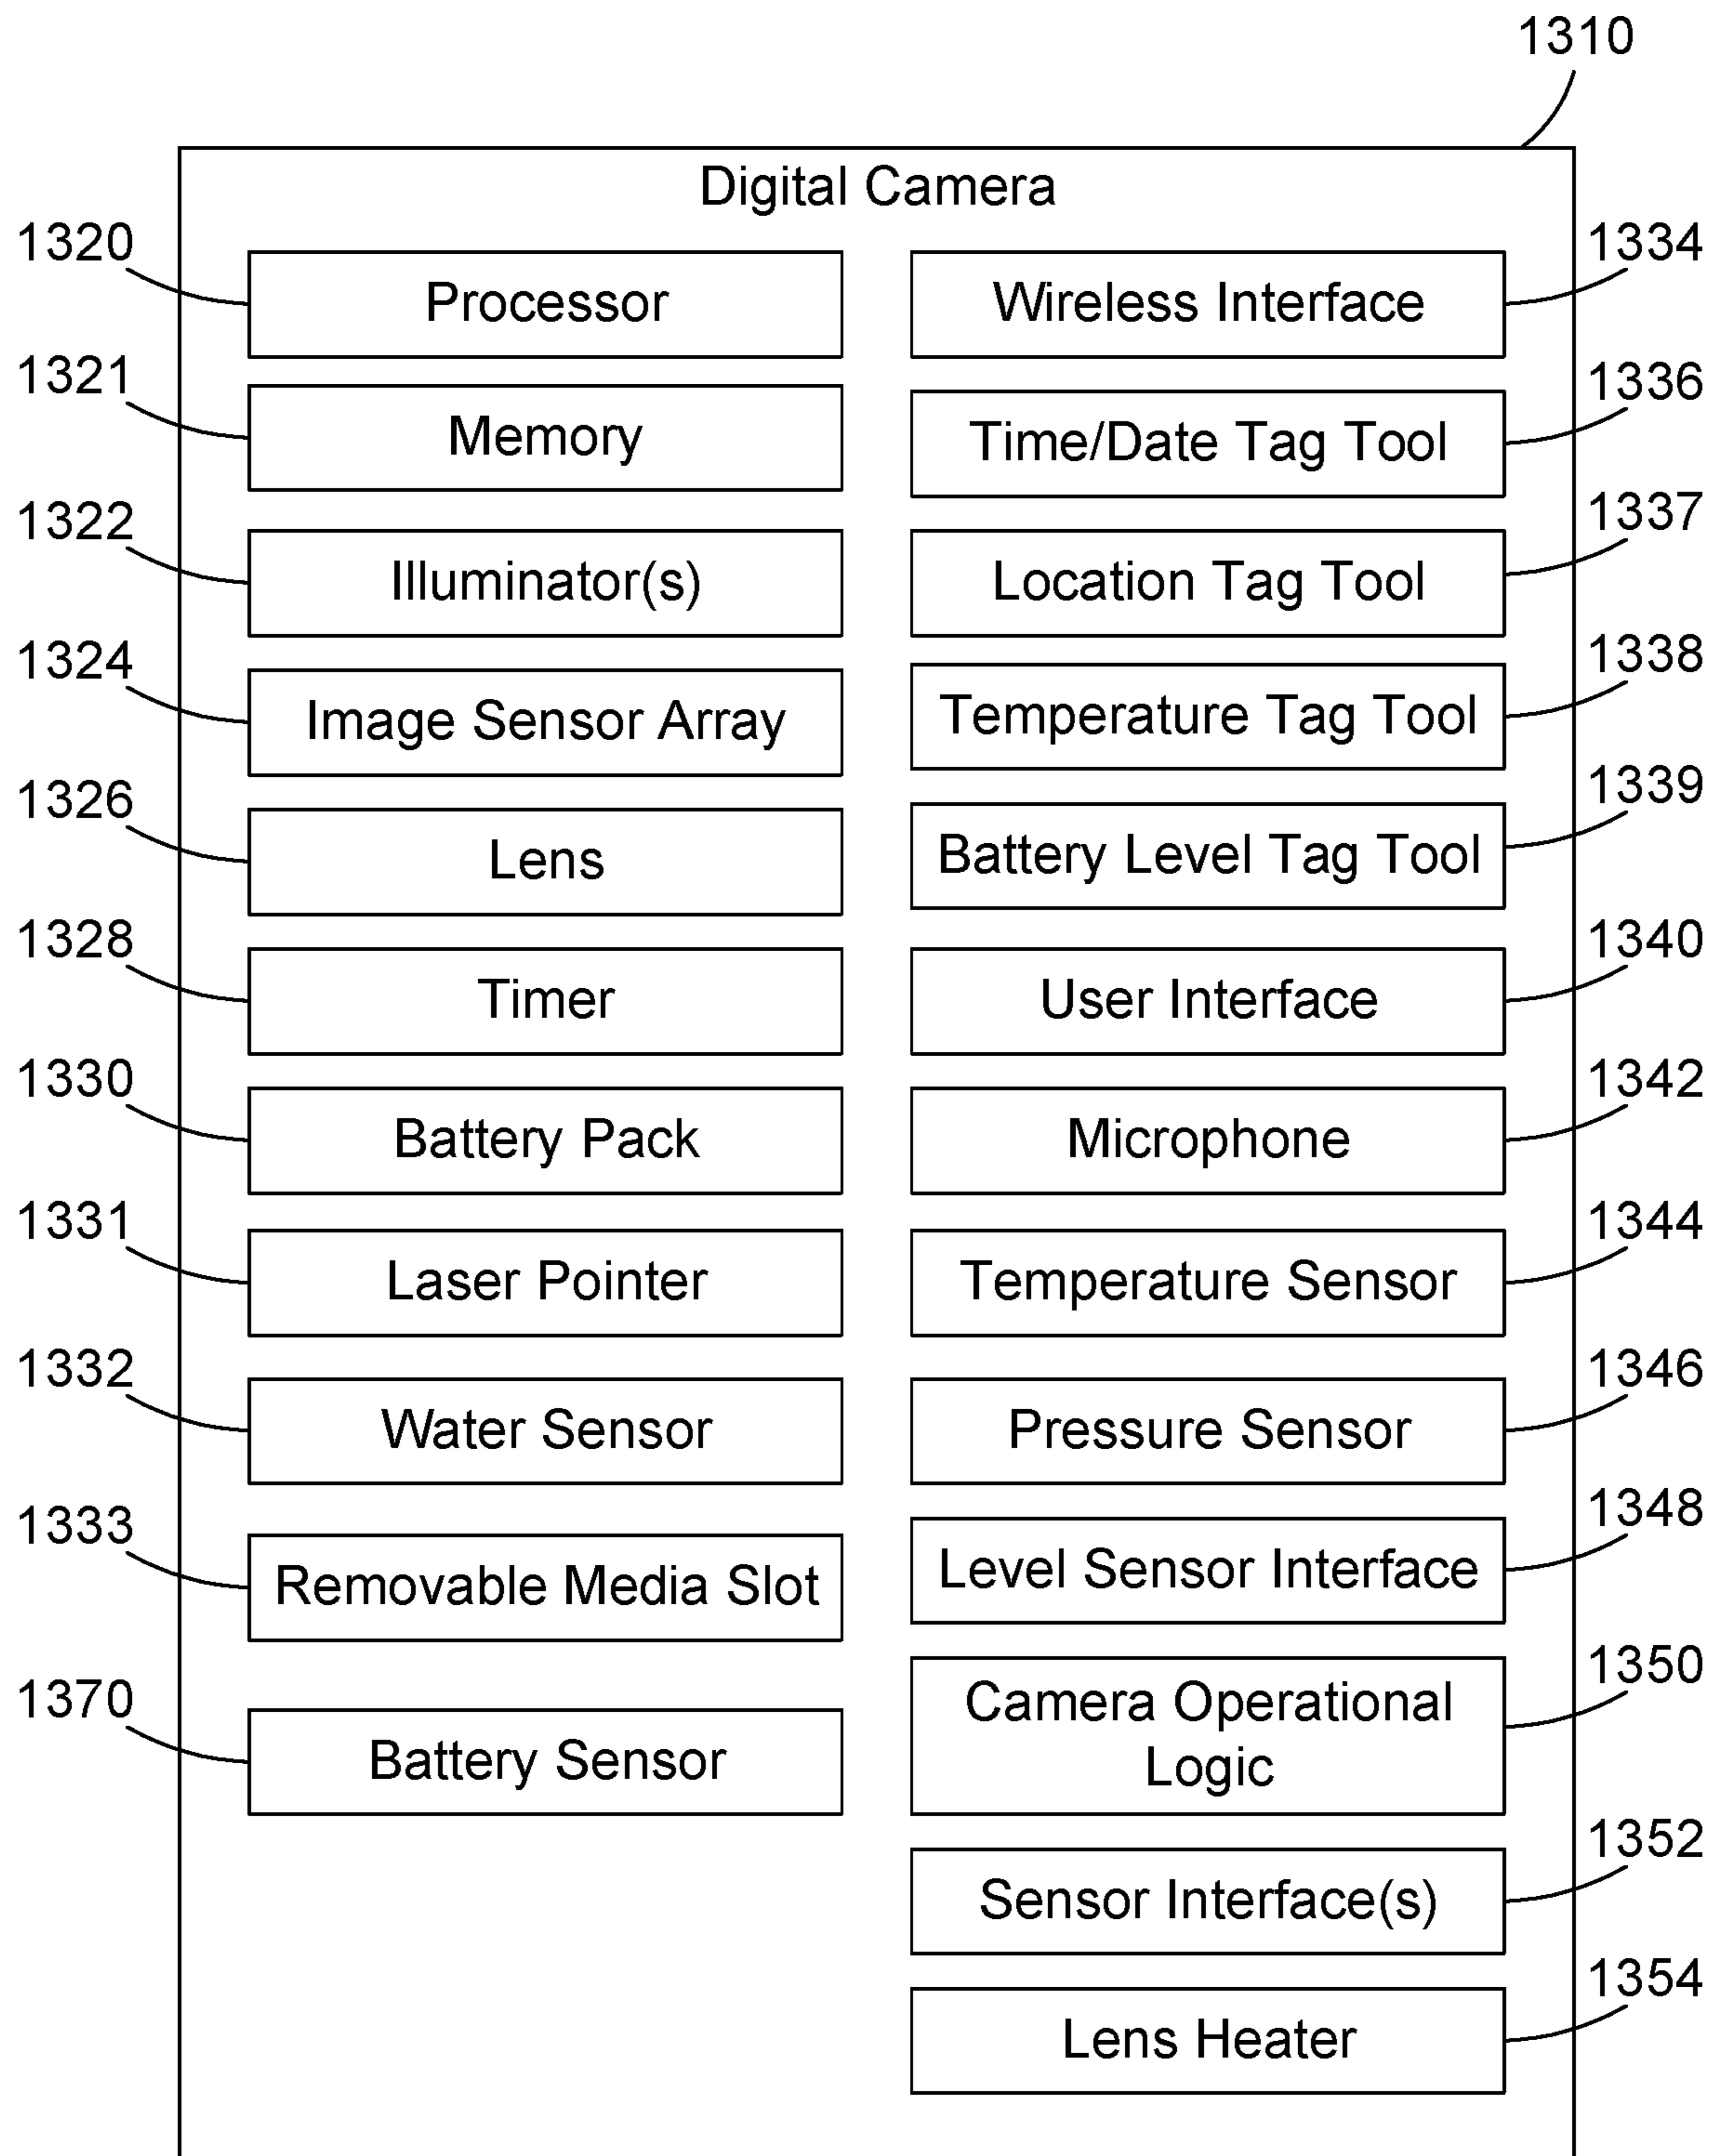 1310
Digital Camera
1320
Processor
1334
Wireless Interface
1321
Memory
1336
Time/Date Tag Tool
1322
Illuminator(s)
1337
Location Tag Tool
1324
Image Sensor Array
1338
Temperature Tag Tool
1326
Lens
1339
Battery Level Tag Tool
1328
Timer
1340
User Interface
1330
Battery Pack
1342
Microphone
1331
Laser Pointer
1344
Temperature Sensor
1332
Water Sensor
1346
Pressure Sensor
1333
Removable Media Slot
1348
Level Sensor Interface
1370
Battery Sensor
1350
Camera Operational
Logic
1352
Sensor Interface(s)
1354
Lens Heater